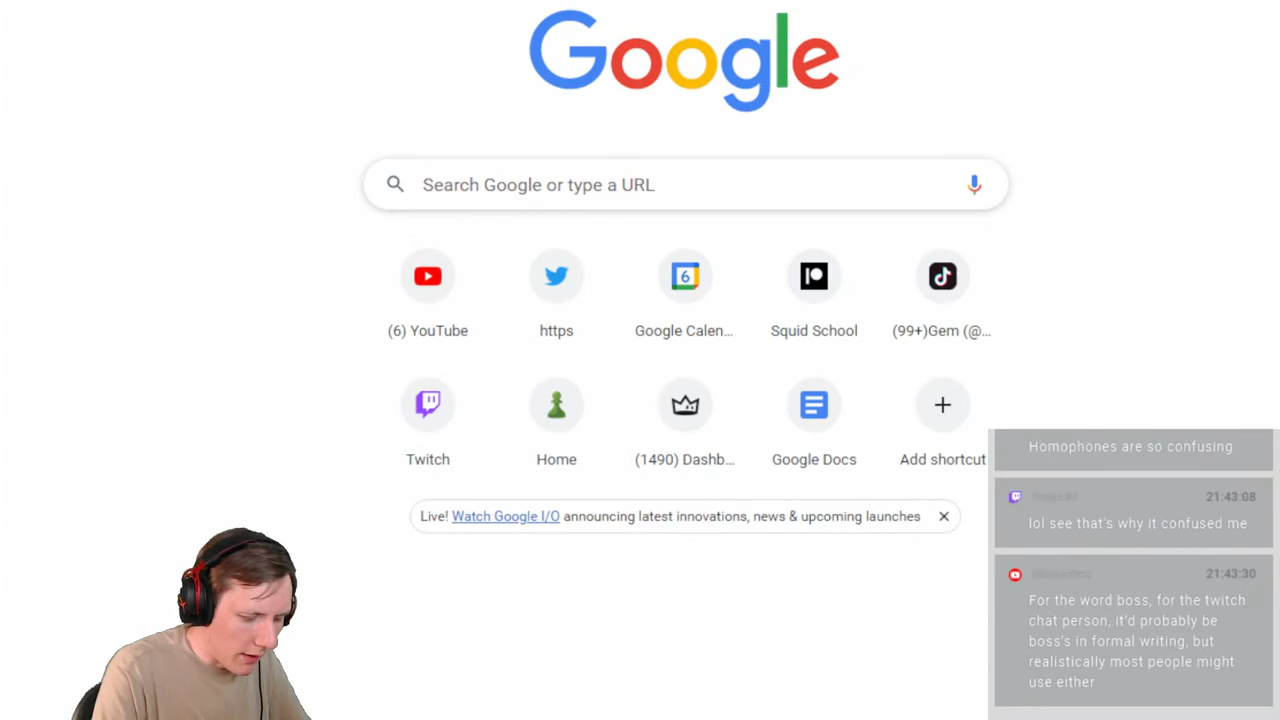 Google
Search Google or type a URL
6
(6) YouTube
https
Google Calen...
Squid School
(99+)Gem (@...
Twitch
Home
(1490) Dashb...
Google Docs
Add shortcut
Live! Watch Google I/O announcing latest innovations, news & upcoming launches
Homophones are so confusing
21:43:08
lol see that's why it confused me
21:43:30
For the word boss, for the twitch
chat person, it'd probably be
boss's in formal writing, but
realistically most people might
use either